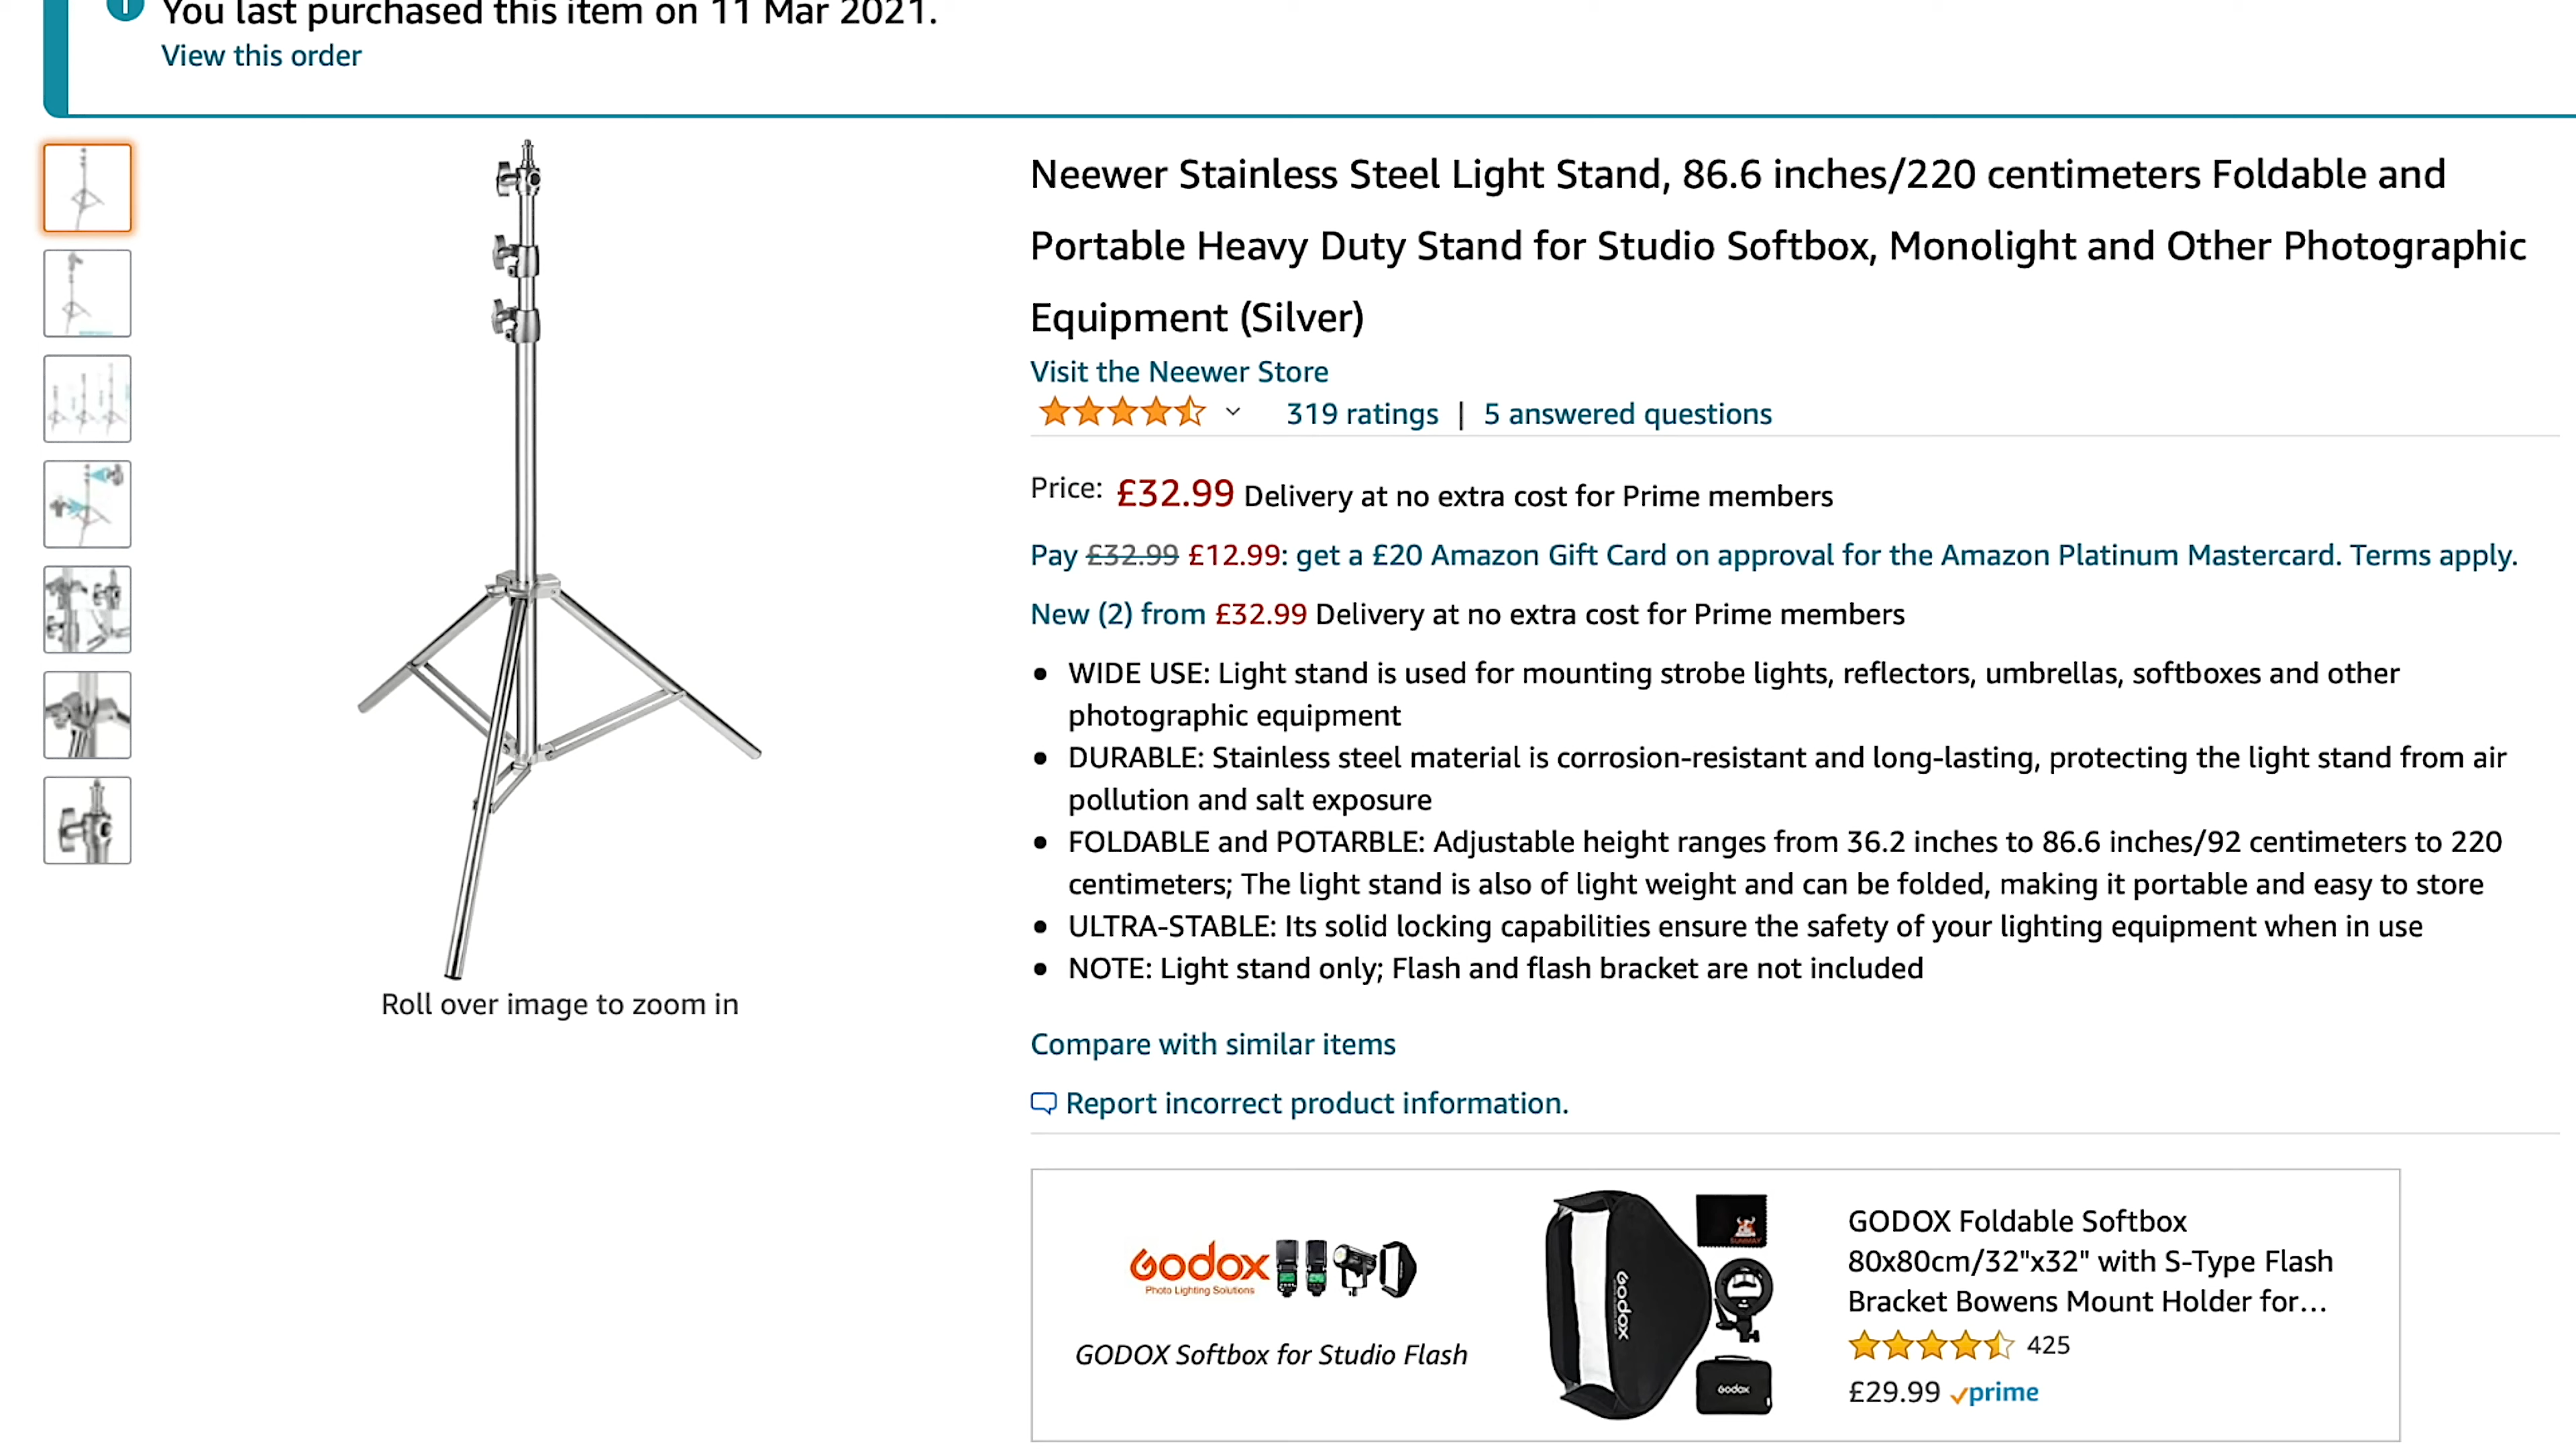 You last purchased this item on 11 Mar 2021.
View this order
Roll over image to zoom in
Neewer Stainless Steel Light Stand, 86.6 inches/220 centimeters Foldable and
Portable Heavy Duty Stand for Studio Softbox, Monolight and Other Photographic
Equipment (Silver)
Visit the Neewer Store
319 ratings | 5 answered questions
Price: £32.99 Delivery at no extra cost for Prime members
Pay £32.99 £12.99: get a £20 Amazon Gift Card on approval for the Amazon Platinum Mastercard. Terms apply.
New (2) from £32.99 Delivery at no extra cost for Prime members
• WIDE USE: Light stand is used for mounting strobe lights, reflectors, umbrellas, softboxes and other
photographic equipment
• DURABLE: Stainless steel material is corrosion-resistant and long-lasting, protecting the light stand from air
pollution and salt exposure
• FOLDABLE and POTARBLE: Adjustable height ranges from 36.2 inches to 86.6 inches/92 centimeters to 220
centimeters; The light stand is also of light weight and can be folded, making it portable and easy to store
• ULTRA-STABLE: Its solid locking capabilities ensure the safety of your lighting equipment when in use
• NOTE: Light stand only; Flash and flash bracket are not included
Compare with similar items
Report incorrect product information.
Godox
Photo Lighting Solutions
GODOX Softbox for Studio Flash
Godox
Godox
GODOX Foldable Softbox
80x80cm/32"x32" with S-Type Flash
Bracket Bowens Mount Holder for...
425
£29.99 prime